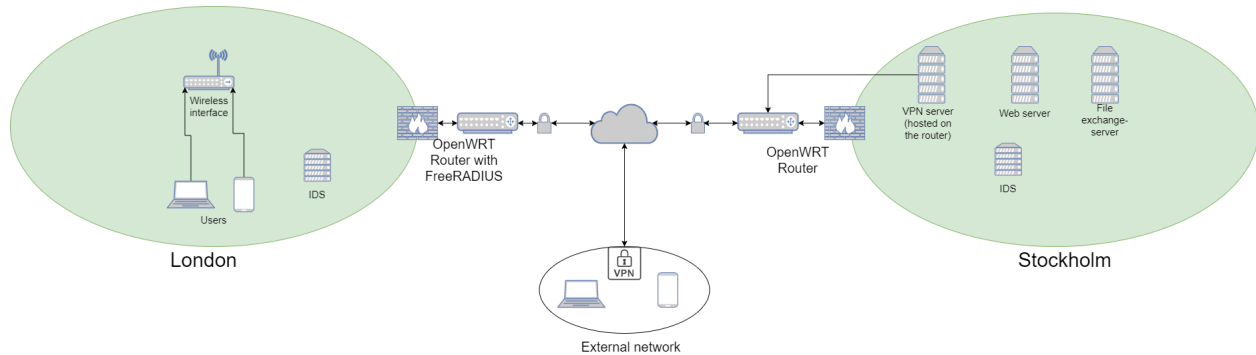 Wireless
interface
Users
IDS
London
OpenWRT
Router with
FreeRADIUS
VPN
External network
OpenWRT
Router
VPN server
(hosted on
the router)
Web server
File
exchange-
server
IDS
Stockholm